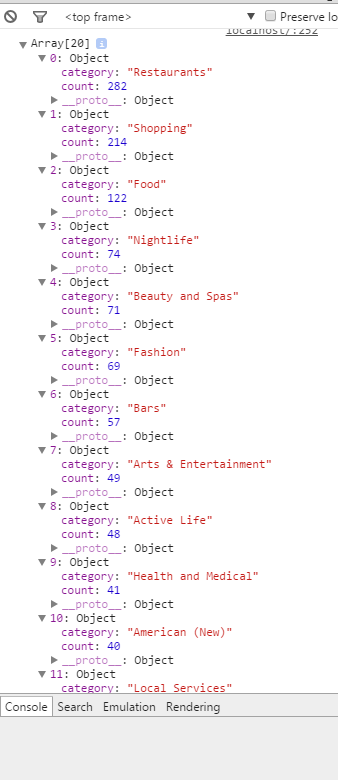 <top frame> Preserve lo
localhost/:252
Array[20] i
0: Object
category: "Restaurants"
count: 282
__proto__: Object
1: Object
category: "Shopping"
count: 214
__proto__: Object
2: Object
category: "Food"
count: 122
__proto__: Object
3: Object
category: "Nightlife"
count: 74
__proto__: Object
4: Object
category: "Beauty and Spas"
count: 71
__proto__: Object
5: Object
category: "Fashion"
count: 69
__proto__: Object
6: Object
category: "Bars"
count: 57
__proto__: Object
7: Object
category: "Arts & Entertainment"
count: 49
__proto__: Object
8: Object
category: "Active Life"
count: 48
__proto__: Object
9: Object
category: "Health and Medical"
count: 41
__proto__: Object
10: Object
category: "American (New)"
count: 40
__proto__: Object
11: Object
category: "Local Services"
Console Search Emulation Rendering